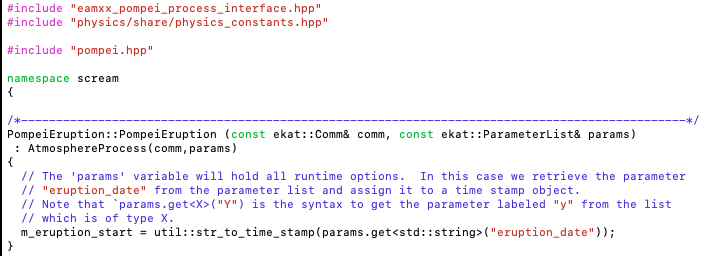 #include "eamxx_pompei_process_interface.hpp"
#include "physics/share/physics_constants.hpp"
#include "pompei.hpp"
namespace scream
{
/*-----------------------------------------------------------------------------------------------*/
PompeiEruption::PompeiEruption (const ekat::Comm& comm, const ekat::ParameterList& params)
 : AtmosphereProcess(comm,params)
{
  // The 'params' variable will hold all runtime options.  In this case we retrieve the parameter
  // "eruption_date" from the parameter list and assign it to a time stamp object.
  // Note that `params.get<X>("Y") is the syntax to get the parameter labeled "y" from the list
  // which is of type X.
  m_eruption_start = util::str_to_time_stamp(params.get<std::string>("eruption_date"));
}